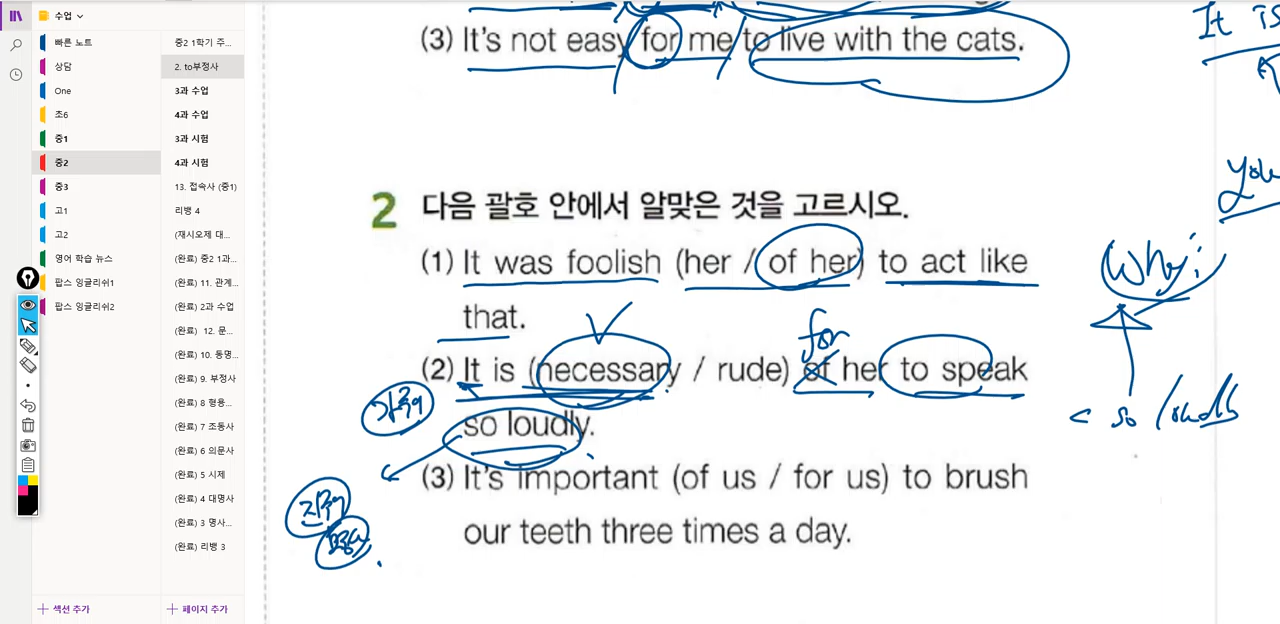 수업
빠른 노트
상담
One
초6
중1
중2
중3
고1
고2
영어 학습 뉴스
팝스 잉글리쉬1
팝스 잉글리쉬2
섹션 추가
중2 1학기 주...
2. to부정사
3과 수업
4과 수업
3과 시험
4과 시험
13. 접속사 (중1)
리뱅 4
(재시오제 대...
(완료) 중2 1과...
(완료) 11. 관계...
(완료) 2과 수업
(완료) 12. 문...
(완료) 10. 동명...
(완료) 9. 부정사
(완료) 8 형용...
(완료) 7 조동사
(완료) 6 의문사
(완료) 5 시제
(완료) 4 대명사
(완료) 3 명사...
(완료) 리뱅 3
페이지 추가
(3) It's not easy for me to live with the cats.
It is
2 다음 괄호 안에서 알맞은 것을 고르시오.
you
(1) It was foolish (her / of her) to act like
that.
for
(2) It is (necessary / rude) of her to speak
so loudly.
가주어
so
(3) It's important (of us / for us) to brush
our teeth three times a day.